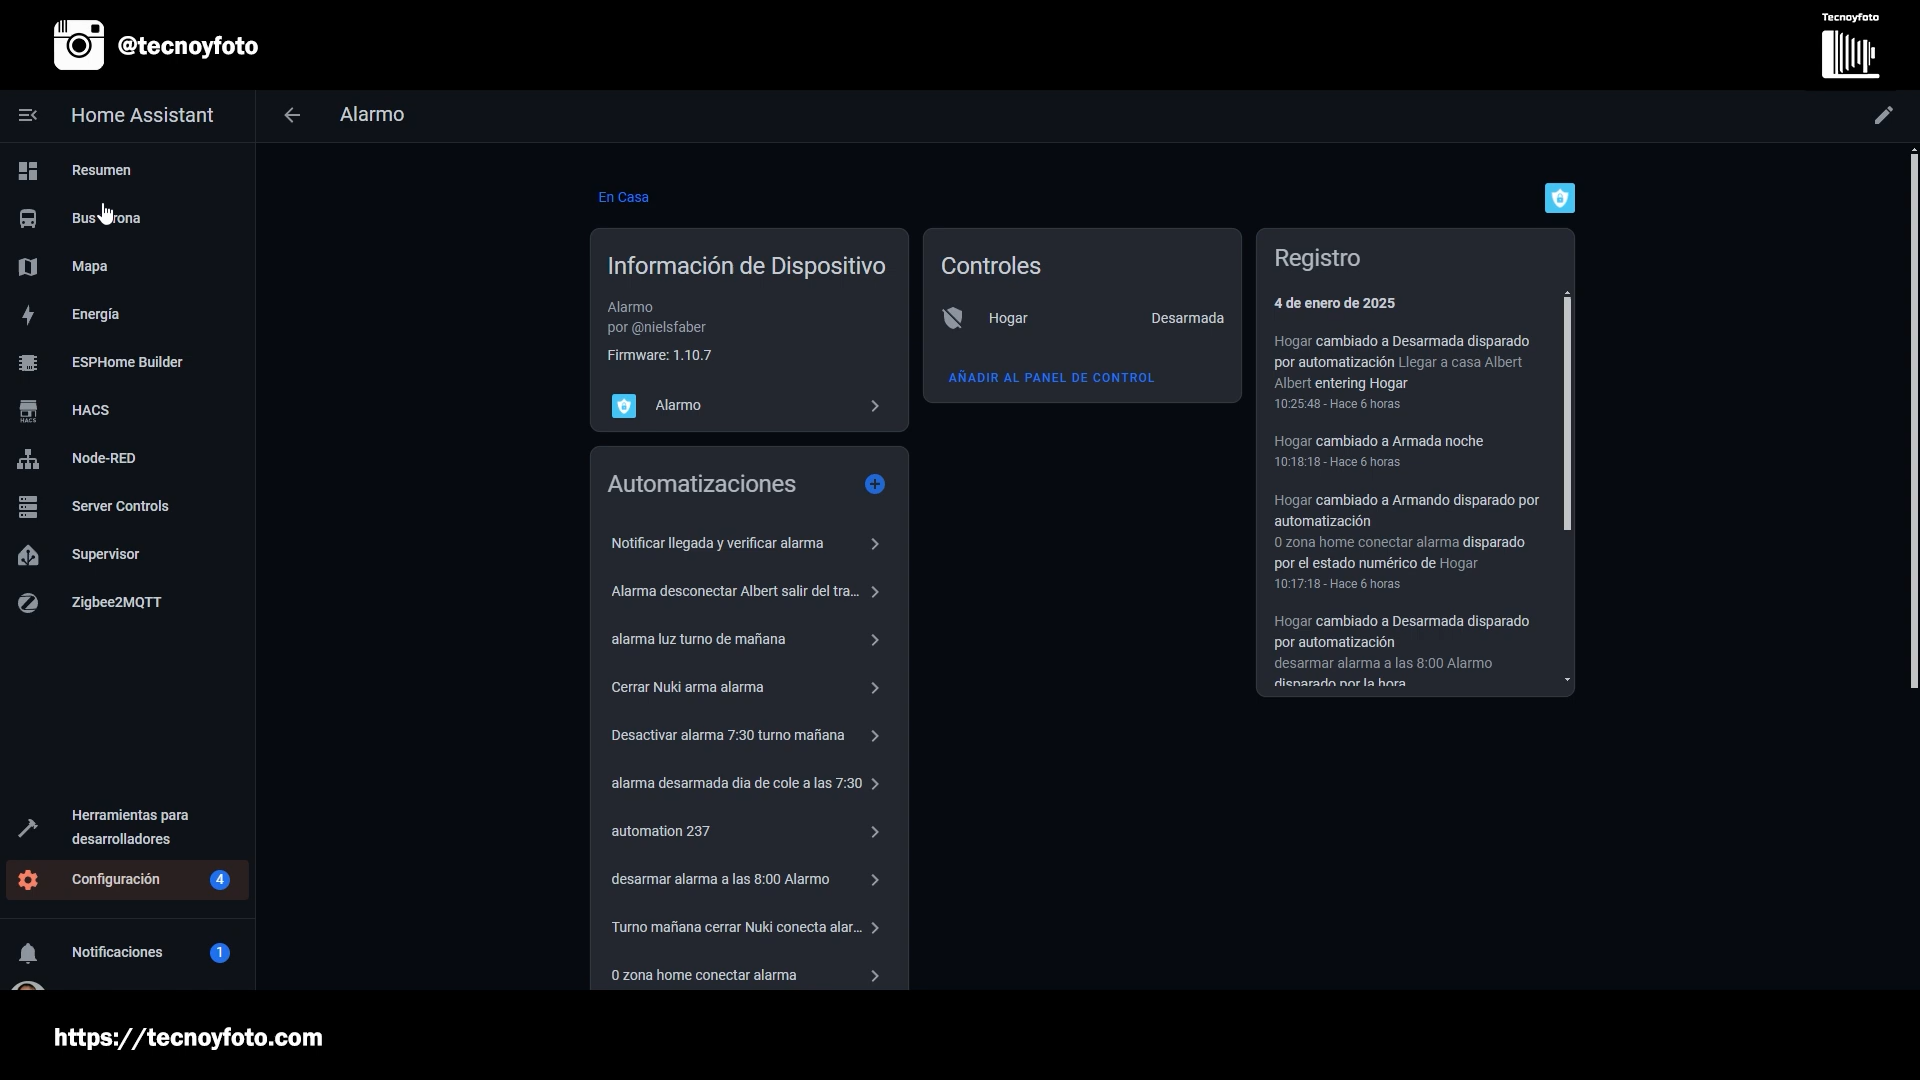 @tecnoyfoto
Tecnoyfoto
Home Assistant
Alarmo
Resumen
Bus
rona
Mapa
Energía
ESPHome Builder
HACS
HACS
Node-RED
Server Controls
Supervisor
Zigbee2MQTT
Herramientas para
desarrolladores
Configuración 4
Notificaciones 1
En Casa
Información de Dispositivo
Alarmo
por @nielsfaber
Firmware: 1.10.7
Alarmo
Automatizaciones
Notificar llegada y verificar alarma
Alarma desconectar Albert salir del tra...
alarma luz turno de mañana
Cerrar Nuki arma alarma
Desactivar alarma 7:30 turno mañana
alarma desarmada dia de cole a las 7:30
automation 237
desarmar alarma a las 8:00 Alarmo
Turno mañana cerrar Nuki conecta alar...
0 zona home conectar alarma
Controles
Hogar Desarmada
AÑADIR AL PANEL DE CONTROL
Registro
4 de enero de 2025
Hogar cambiado a Desarmada disparado
por automatización Llegar a casa Albert
Albert entering Hogar
10:25:48 - Hace 6 horas
Hogar cambiado a Armada noche
10:18:18 - Hace 6 horas
Hogar cambiado a Armando disparado por
automatización
0 zona home conectar alarma disparado
por el estado numérico de Hogar
10:17:18 - Hace 6 horas
Hogar cambiado a Desarmada disparado
por automatización
desarmar alarma a las 8:00 Alarmo
disparado por la hora
https://tecnoyfoto.com